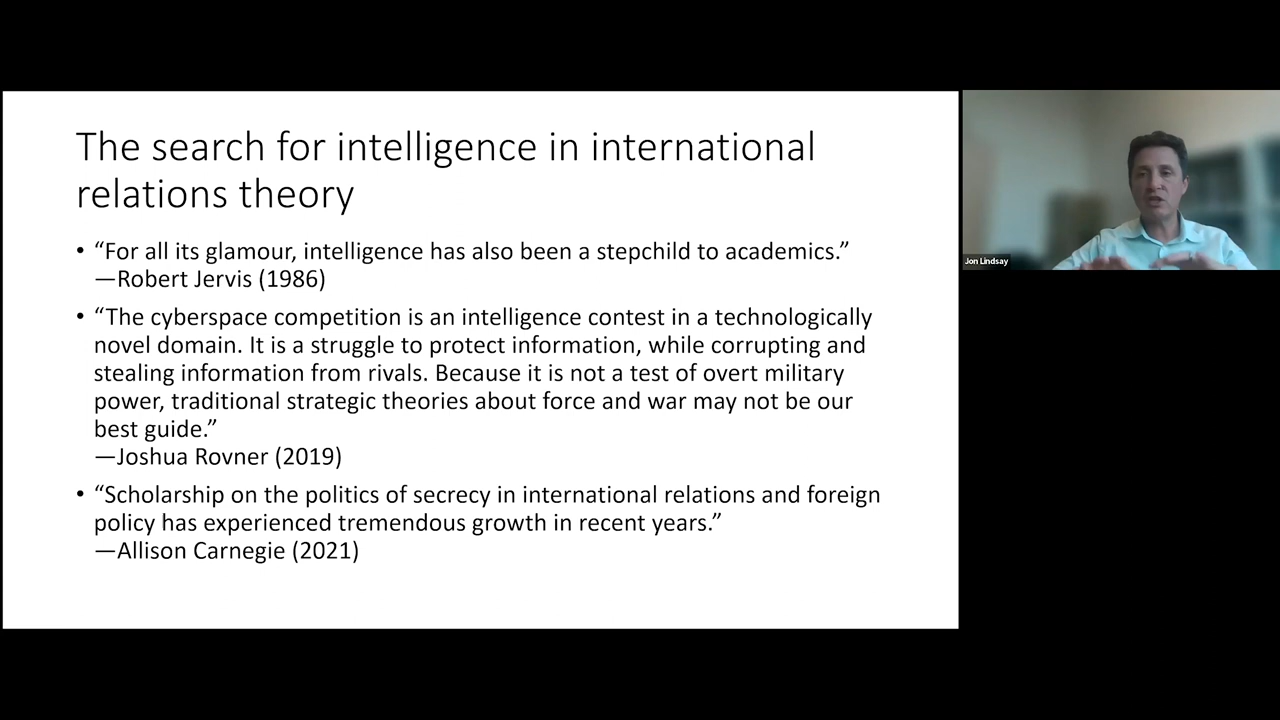 The search for intelligence in international
relations theory
• “For all its glamour, intelligence has also been a stepchild to academics.”
—Robert Jervis (1986)
• “The cyberspace competition is an intelligence contest in a technologically
novel domain. It is a struggle to protect information, while corrupting and
stealing information from rivals. Because it is not a test of overt military
power, traditional strategic theories about force and war may not be our
best guide.”
—Joshua Rovner (2019)
• “Scholarship on the politics of secrecy in international relations and foreign
policy has experienced tremendous growth in recent years.”
—Allison Carnegie (2021)
Jon Lindsay